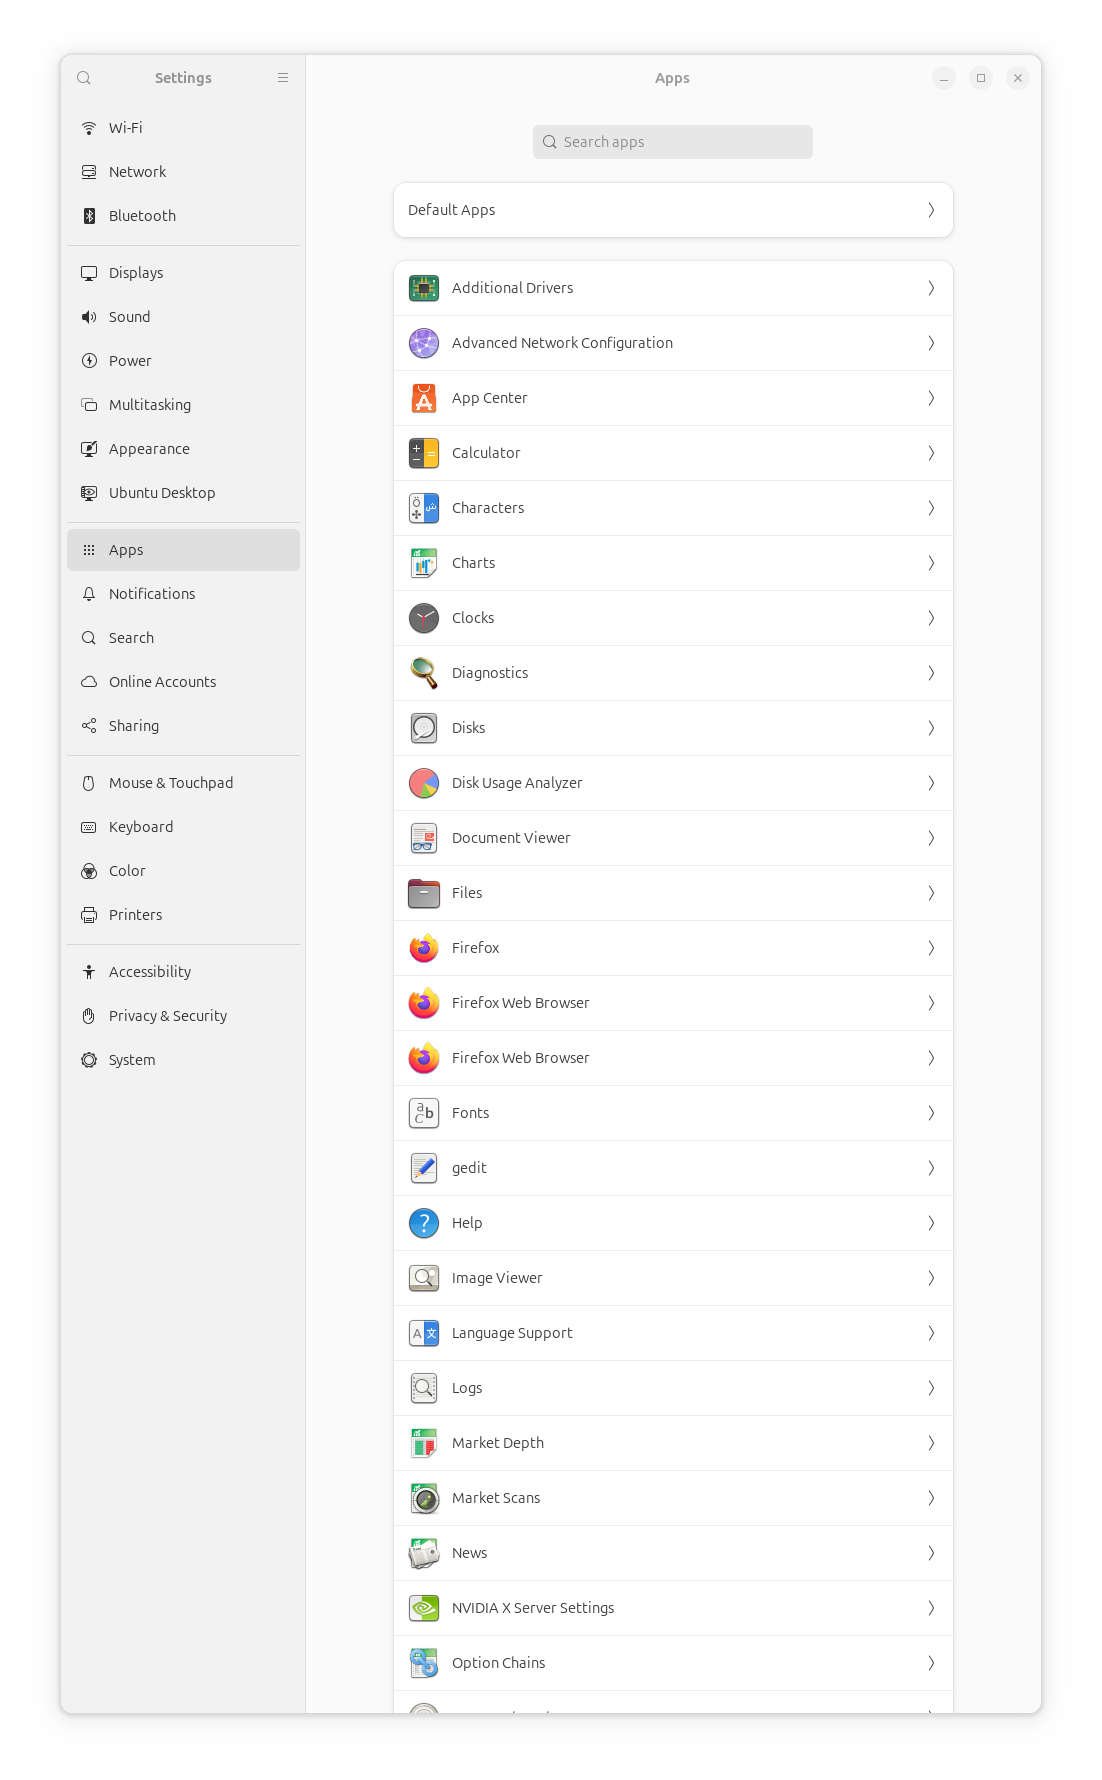 Settings
Apps
Wi-Fi
Network
Bluetooth
Displays
Sound
Power
Multitasking
Appearance
Ubuntu Desktop
Apps
Notifications
Search
Online Accounts
Sharing
Mouse & Touchpad
Keyboard
Color
Printers
Accessibility
Privacy & Security
System
Search apps
Default Apps
Additional Drivers
Advanced Network Configuration
App Center
Calculator
Characters
Charts
Clocks
Diagnostics
Disks
Disk Usage Analyzer
Document Viewer
Files
Firefox
Firefox Web Browser
Firefox Web Browser
Fonts
gedit
Help
Image Viewer
Language Support
Logs
Market Depth
Market Scans
News
NVIDIA X Server Settings
Option Chains